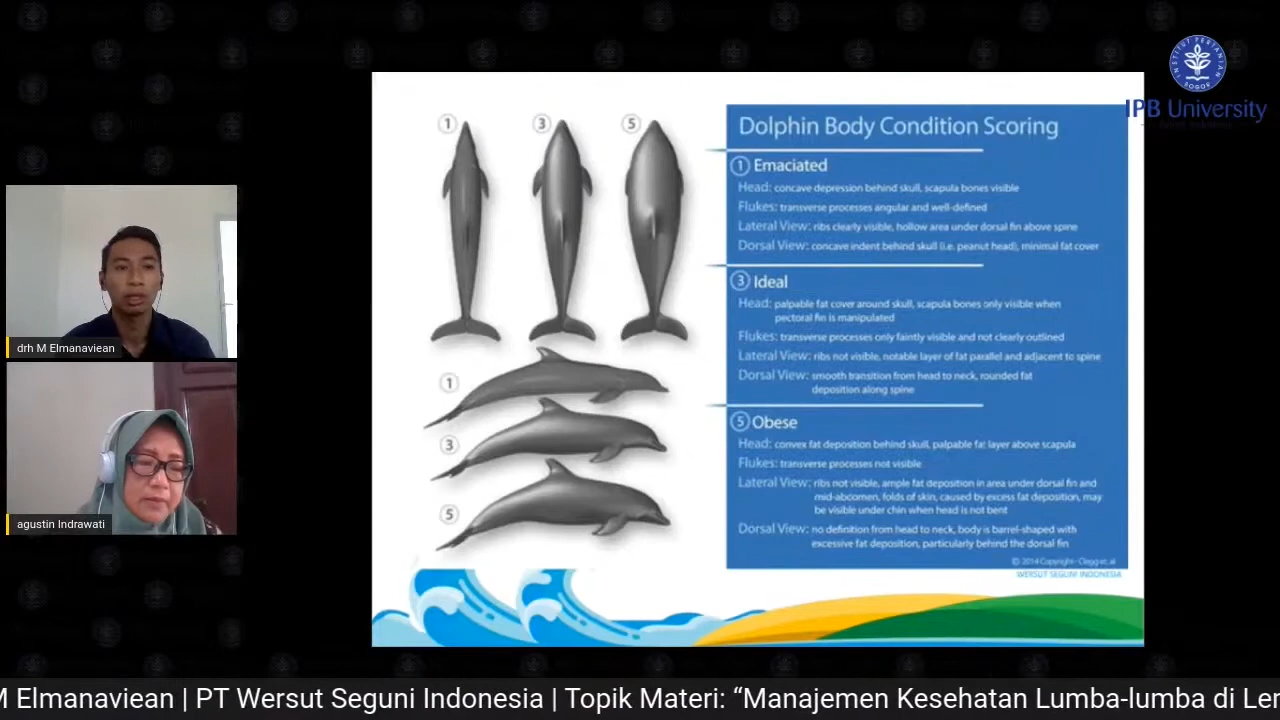 INSTITUT PERTANIAN
BOGOR
IPB University
1
3
5
1
3
5
Dolphin Body Condition Scoring
1 Emaciated
Head: concave depression behind skull, scapula bones visible
Flukes: transverse processes angular and well-defined
Lateral View: ribs clearly visible, hollow area under dorsal fin above spine
Dorsal View: concave indent behind skull (i.e. peanut head), minimal fat cover
3 Ideal
Head: palpable fat cover around skull, scapula bones only visible when
pectoral fin is manipulated
Flukes: transverse processes only faintly visible and not clearly outlined
Lateral View: ribs not visible, notable layer of fat parallel and adjacent to spine
Dorsal View: smooth transition from head to neck, rounded fat
deposition along spine
5 Obese
Head: convex fat deposition behind skull, palpable fat layer above scapula
Flukes: transverse processes not visible
Lateral View: ribs not visible, ample fat deposition in area under dorsal fin and
mid-abdomen, folds of skin, caused by excess fat deposition, may
be visible under chin when head is not bent
Dorsal View: no definition from head to neck, body is barrel-shaped with
excessive fat deposition, particularly behind the dorsal fin
© 2014 Copyright - Clegg et. al
WERSUT SEGUNI INDONESIA
drh M Elmanaviean
agustin Indrawati
M Elmanaviean | PT Wersut Seguni Indonesia | Topik Materi: “Manajemen Kesehatan Lumba-lumba di Le